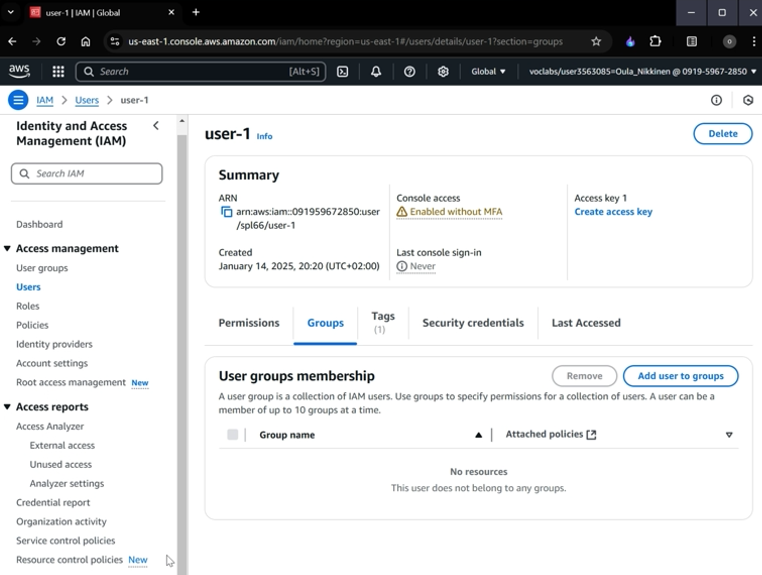 user-1 | IAM | Global
us-east-1.console.aws.amazon.com/iam/home?region=us-east-1#/users/details/user-1?section=groups
aws
Search [Alt+S]
Global
voclabs/user3563085=Oula_Nikkinen @ 0919-5967-2850
IAM
Users
user-1
Identity and Access
Management (IAM)
Search IAM
Dashboard
Access management
User groups
Users
Roles
Policies
Identity providers
Account settings
Root access management New
Access reports
Access Analyzer
External access
Unused access
Analyzer settings
Credential report
Organization activity
Service control policies
Resource control policies New
user-1 Info
Delete
Summary
ARN
arn:aws:iam::091959672850:user
/spl66/user-1
Created
January 14, 2025, 20:20 (UTC+02:00)
Console access
Enabled without MFA
Last console sign-in
Never
Access key 1
Create access key
Permissions
Groups
Tags
(1)
Security credentials
Last Accessed
User groups membership
Remove
Add user to groups
A user group is a collection of IAM users. Use groups to specify permissions for a collection of users. A user can be a
member of up to 10 groups at a time.
Group name
Attached policies
No resources
This user does not belong to any groups.